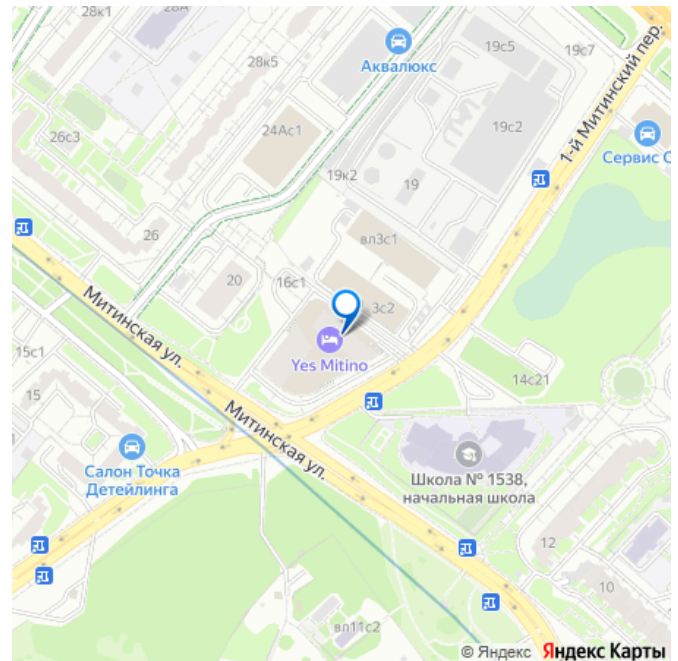 28к1
19с5
19с7
Аквалюкс
28к5
1-й Митинский пер.
24Ас1
19с2
26с3
Сервис С
19к2
19
26
вл3с1
20
16с1
3с2
Митинская ул.
Yes Mitino
15с1
14с21
15
Митинская ул.
Салон Точка
Детейлинга
Школа № 1538,
начальная школа
12
10
вл11с2
© Яндекс Яндекс Карты